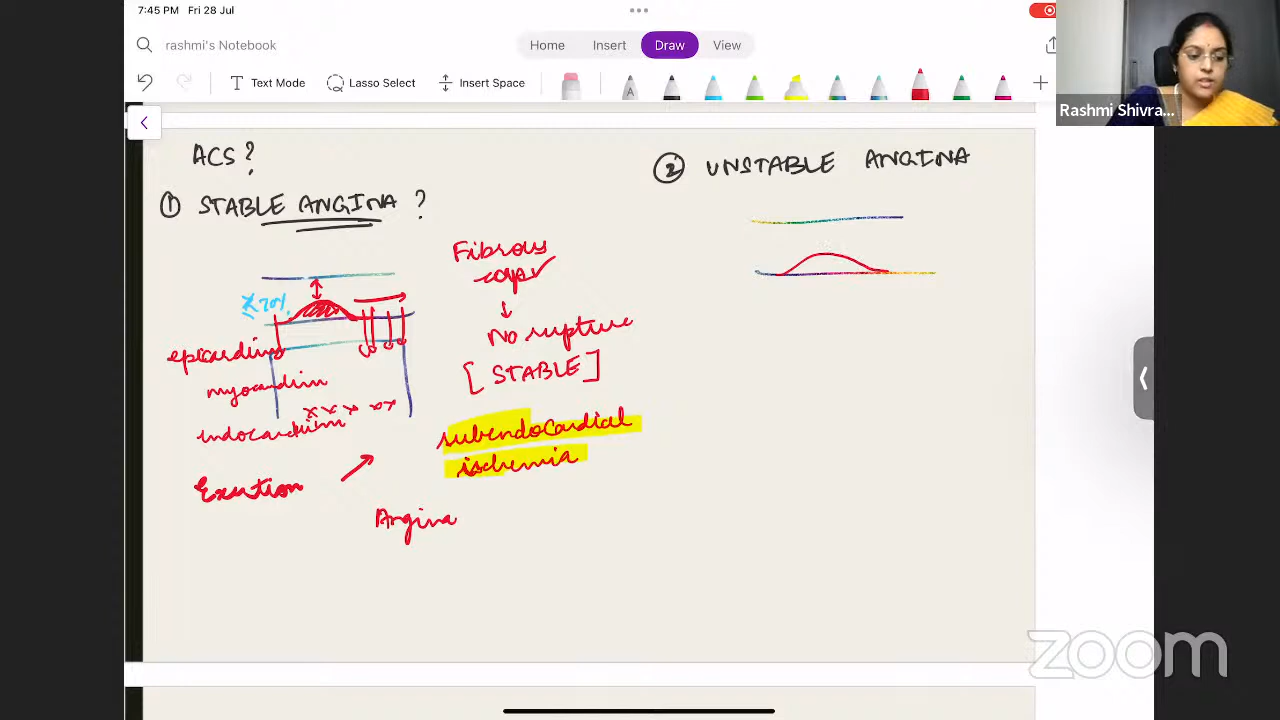 7:45 PM Fri 28 Jul
rashmi's Notebook
Home Insert Draw View
Text Mode Lasso Select Insert Space
Rashmi Shivra...
ACS?
① STABLE ANGINA ?
Fibrous
70%
No rupture
[STABLE]
epicardium
myocardium
endocardium
subendocardial
ischemia
Exertion
Angina
② UNSTABLE ANGINA
zoom